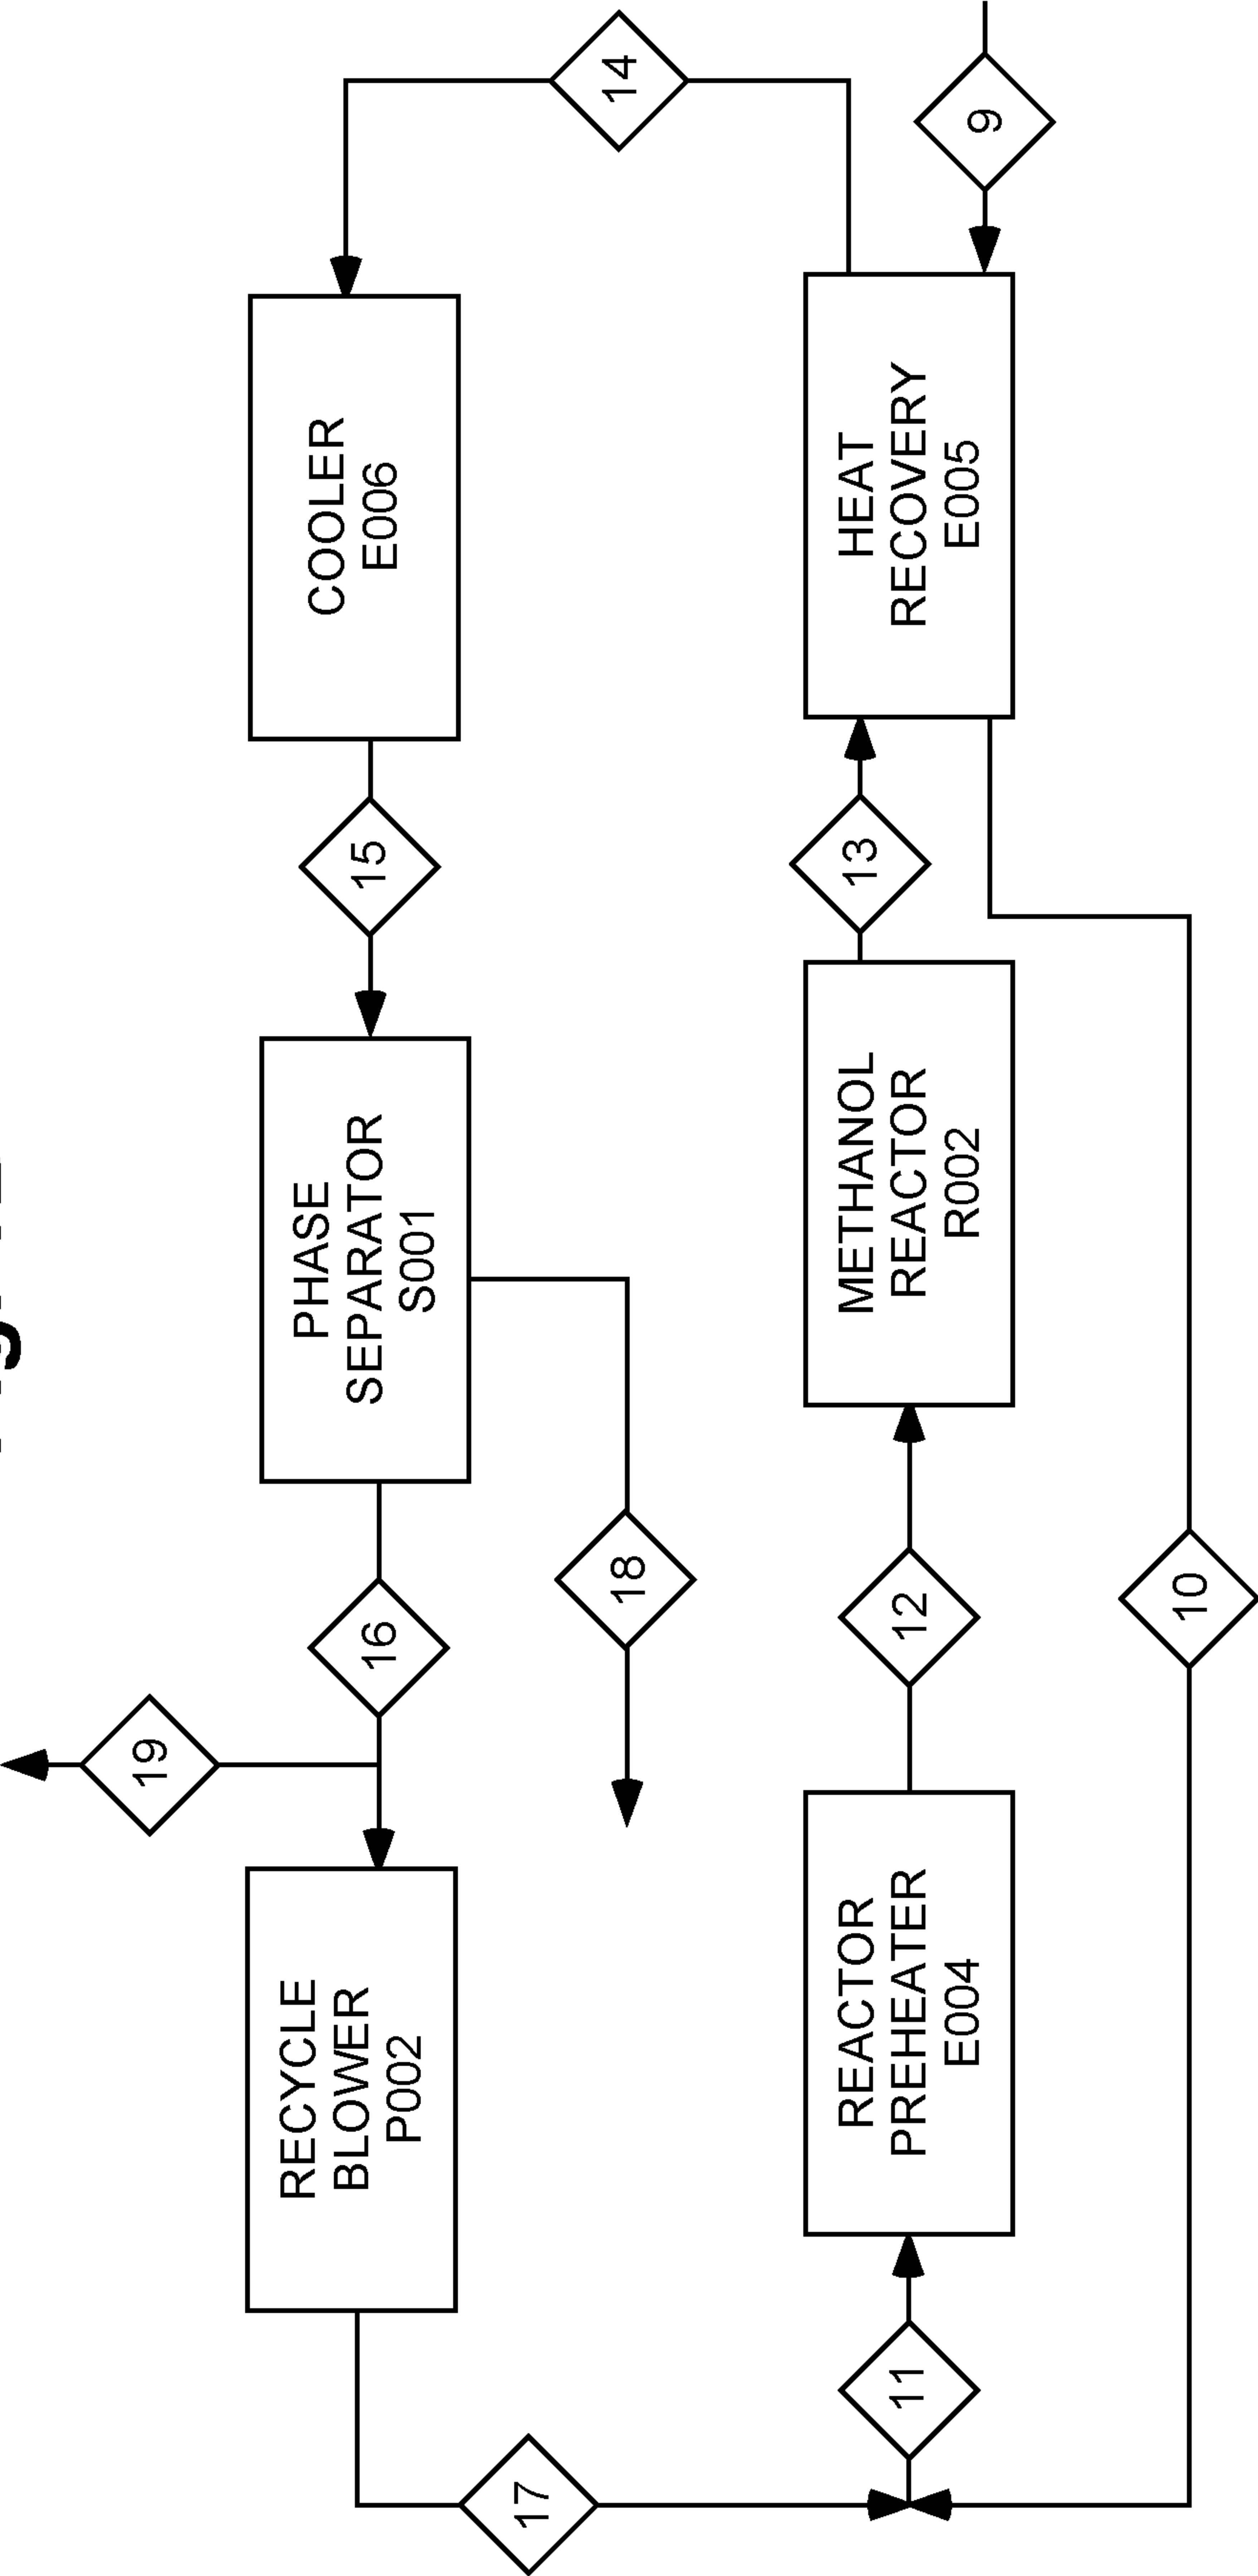 19
17
RECYCLE
BLOWER
P002
16
PHASE
SEPARATOR
S001
15
COOLER
E006
18
14
11
REACTOR
PREHEATER
E004
12
METHANOL
REACTOR
R002
13
HEAT
RECOVERY
E005
9
10